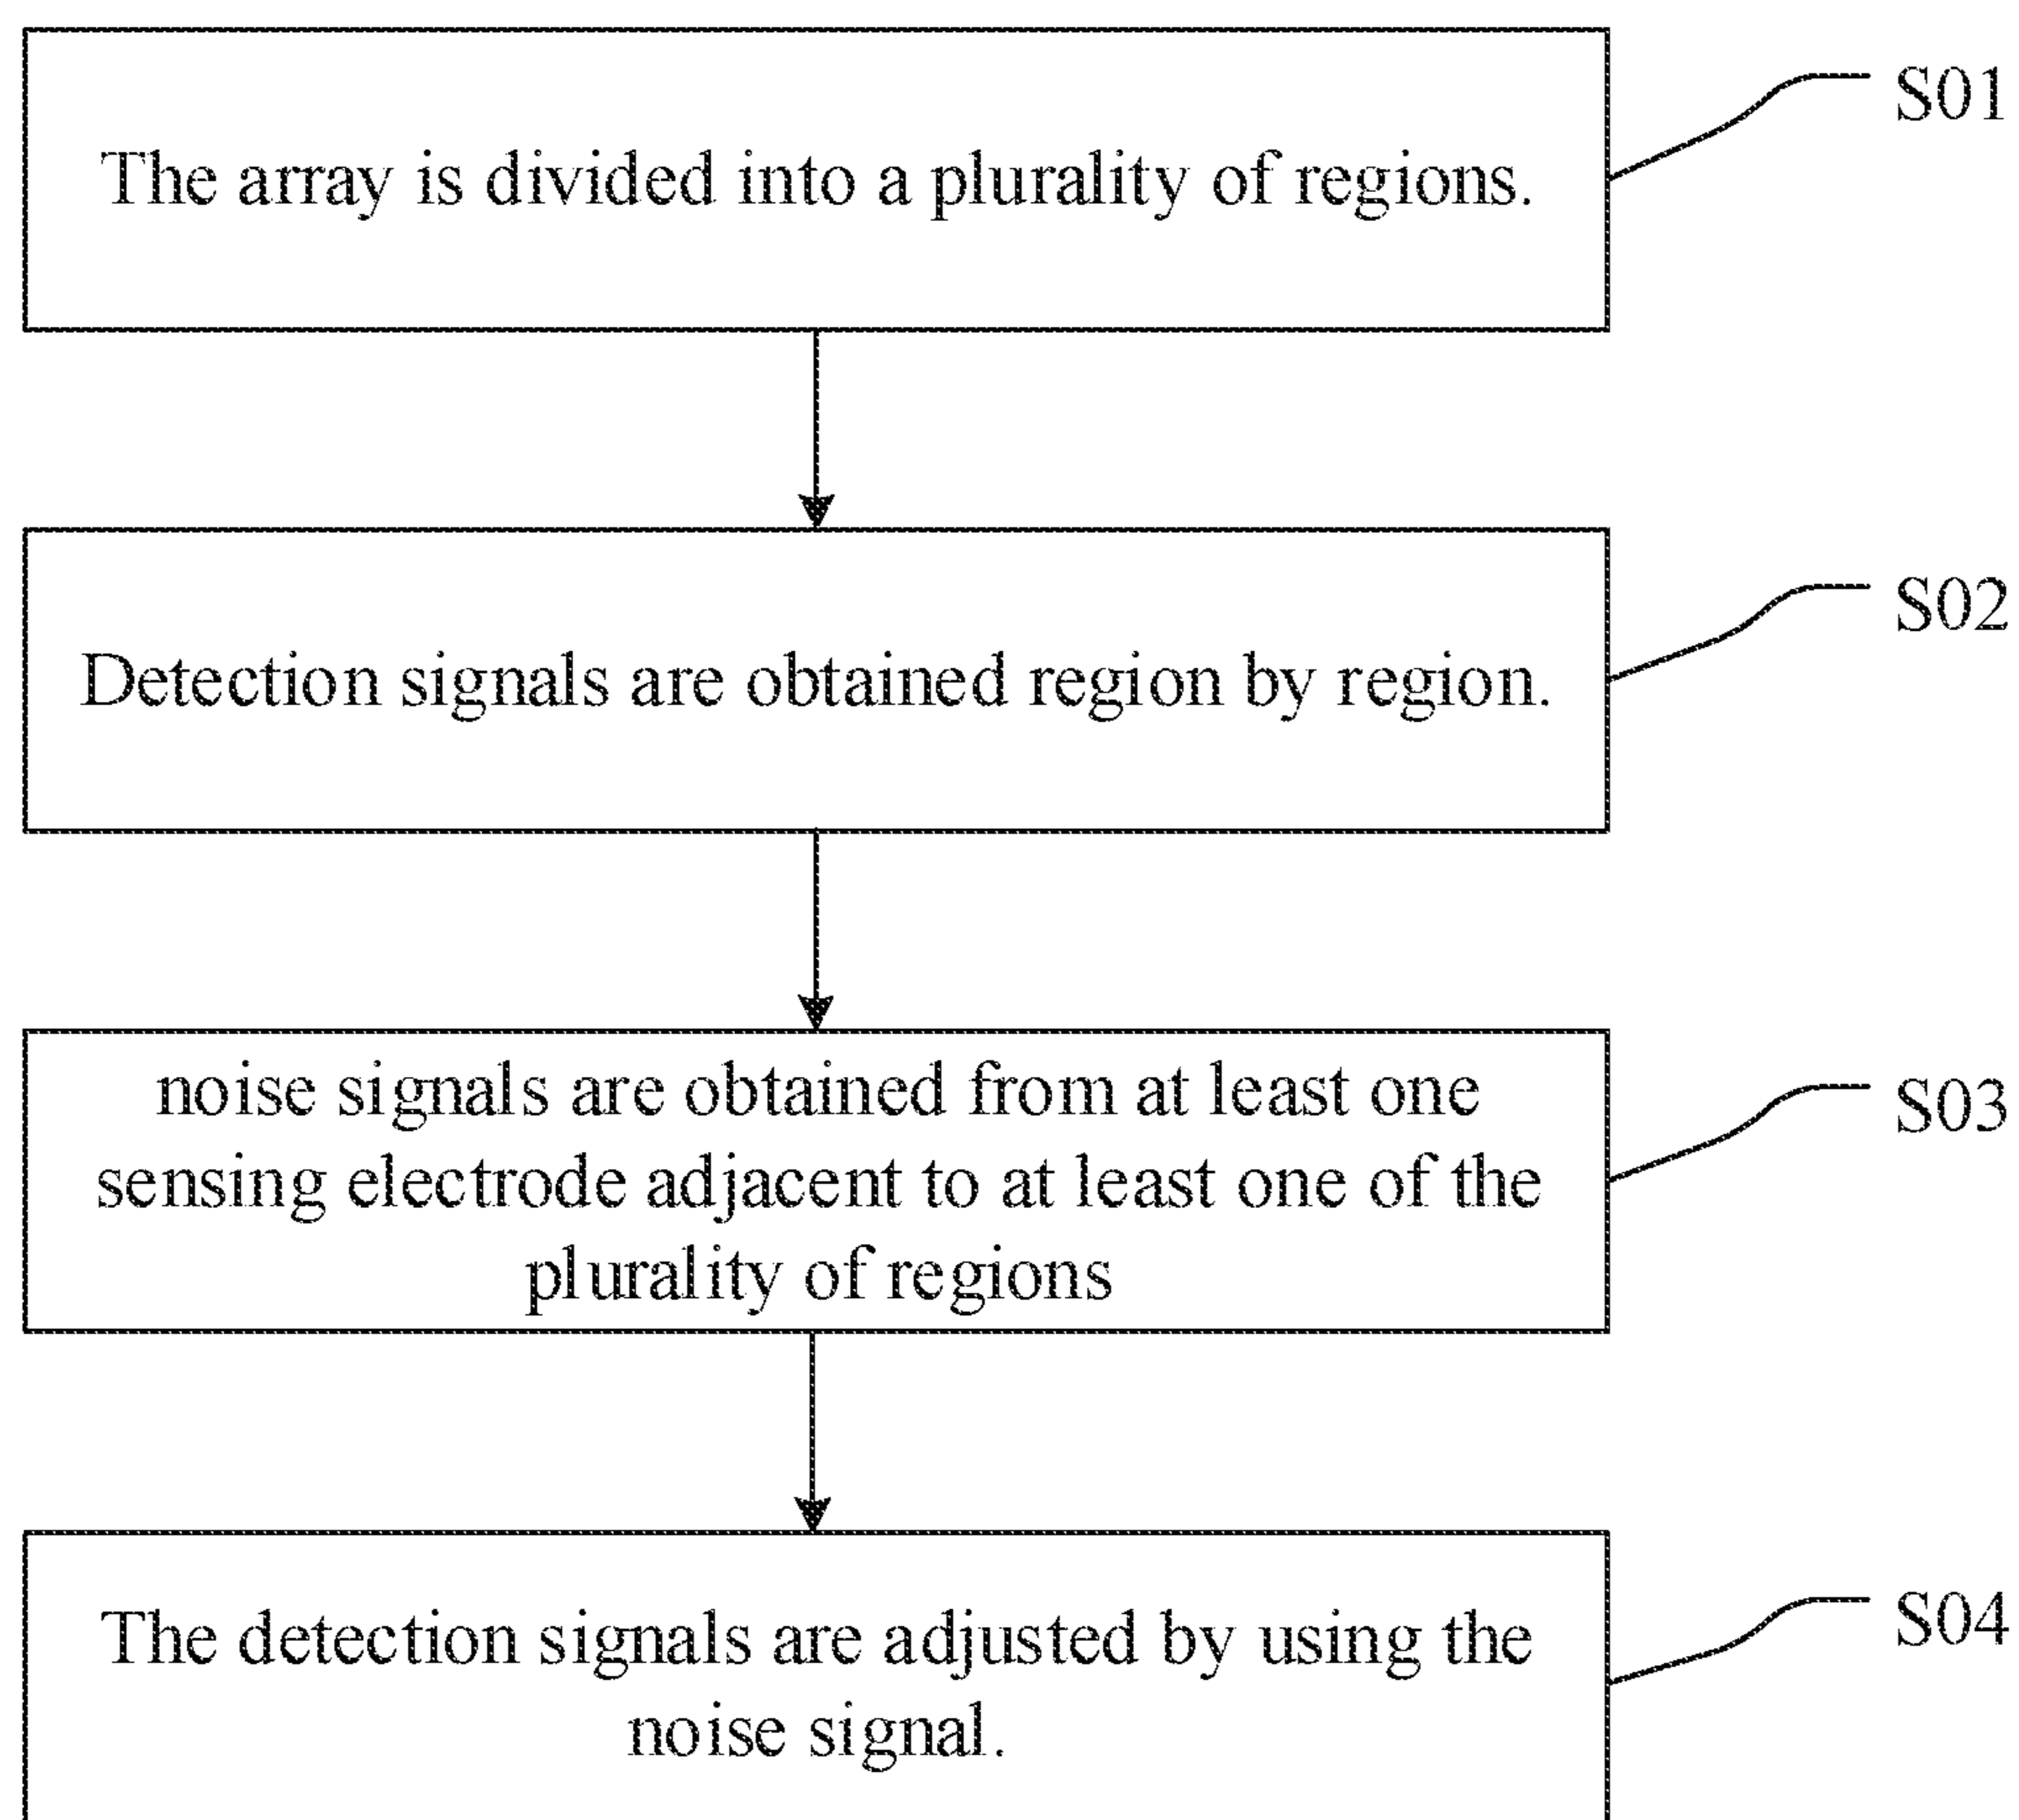 The array is divided into a plurality of regions.
S01
Detection signals are obtained region by region.
S02
noise signals are obtained from at least one
sensing electrode adjacent to at least one of the
plurality of regions
S03
The detection signals are adjusted by using the
noise signal.
S04